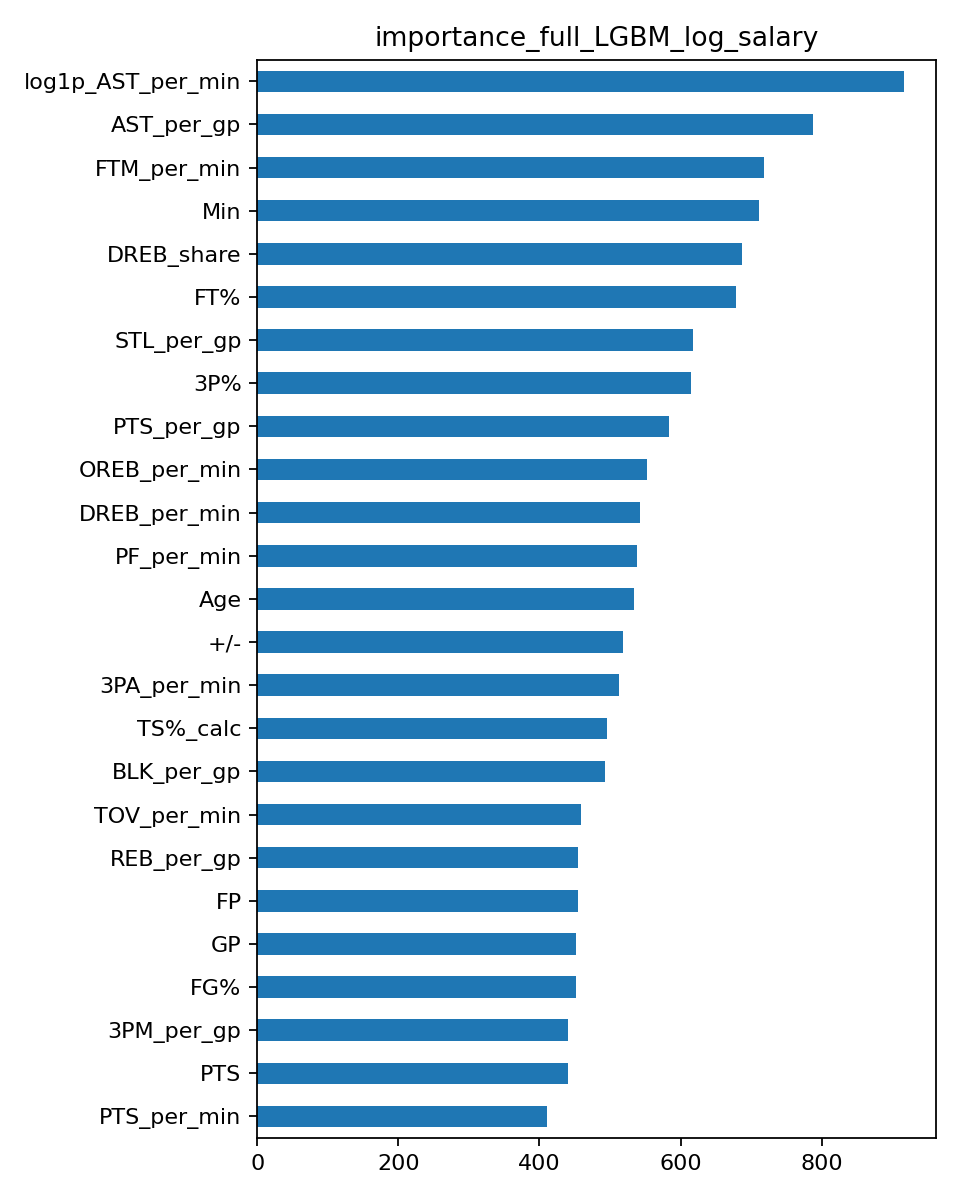 importance_full_LGBM_log_salary
log1p_AST_per_min
AST_per_gp
FTM_per_min
Min
DREB_share
FT%
STL_per_gp
3P%
PTS_per_gp
OREB_per_min
DREB_per_min
PF_per_min
Age
+/-
3PA_per_min
TS%_calc
BLK_per_gp
TOV_per_min
REB_per_gp
FP
GP
FG%
3PM_per_gp
PTS
PTS_per_min
0 200 400 600 800